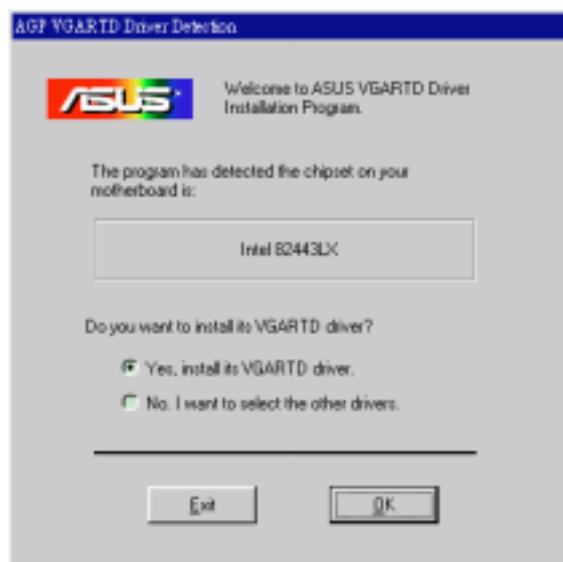 AGP VGARTD Driver Detection
ASUS
Welcome to ASUS VGARTD Driver
Installation Program.
The program has detected the chipset on your
motherboard is:
Intel 82443LX
Do you want to install its VGARTD driver?
Yes, install its VGARTD driver.
No. I want to select the other drivers.
Exit
OK